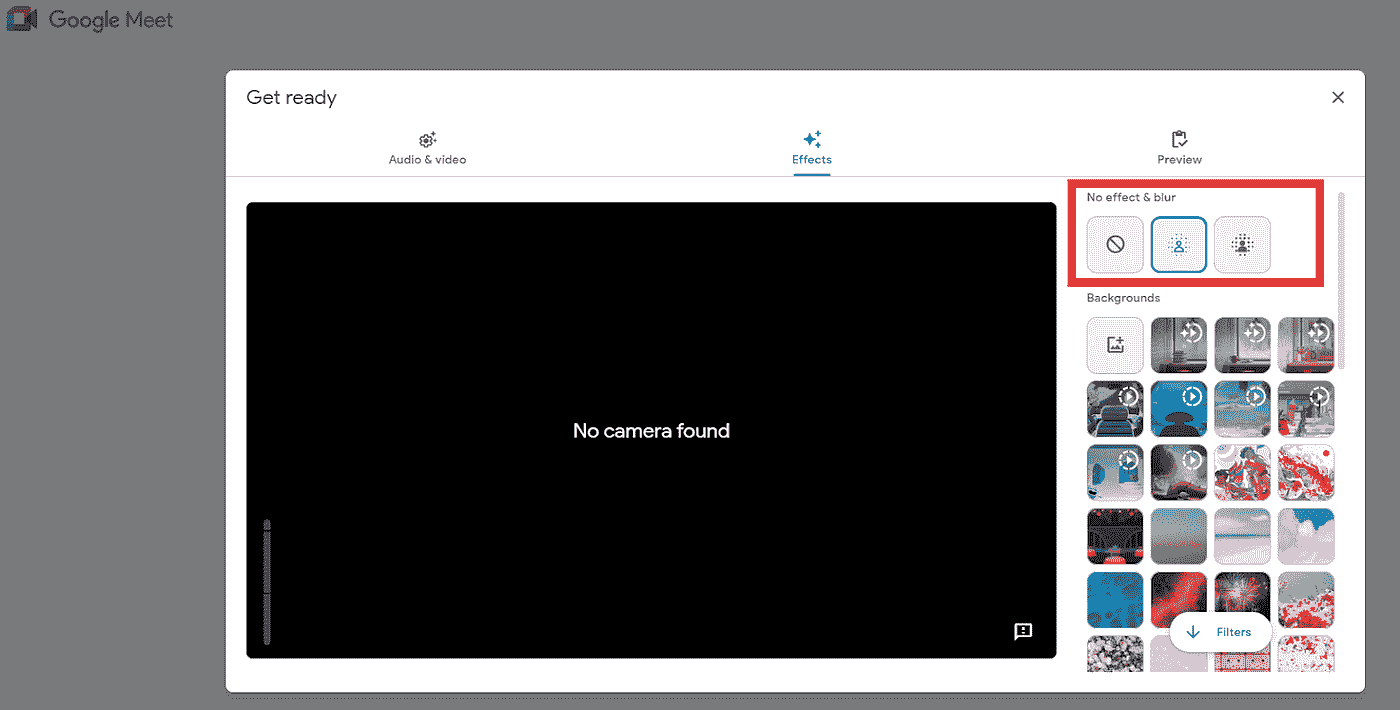 Google Meet
Get ready
Audio & video
Effects
Preview
No effect & blur
Backgrounds
No camera found
Filters